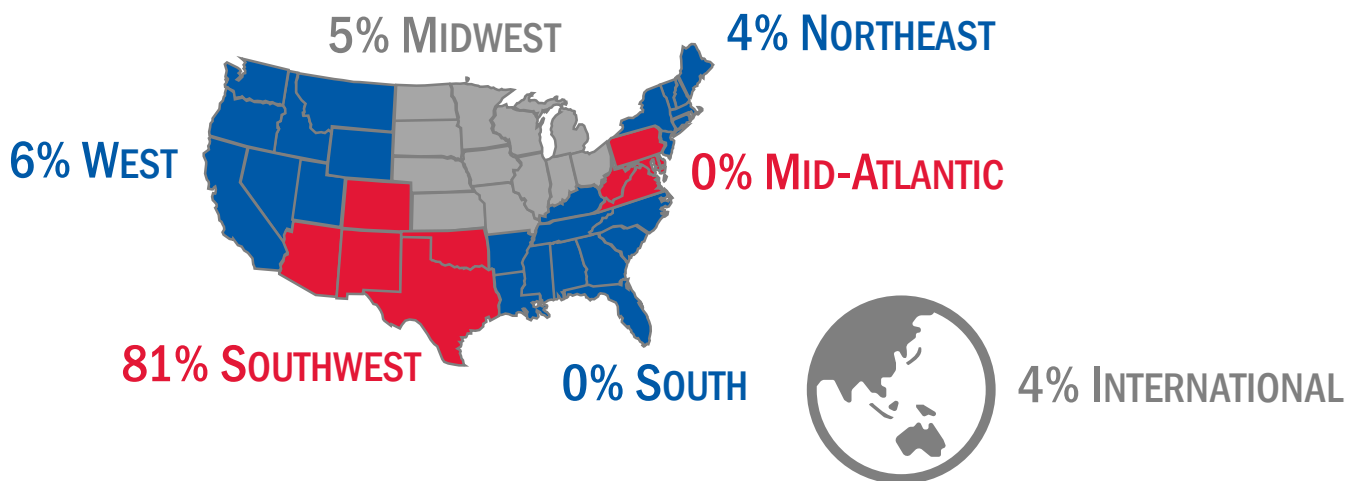 5% MIDWEST
4% NORTHEAST
6% WEST
0% MID-ATLANTIC
81% SOUTHWEST
0% SOUTH
4% INTERNATIONAL